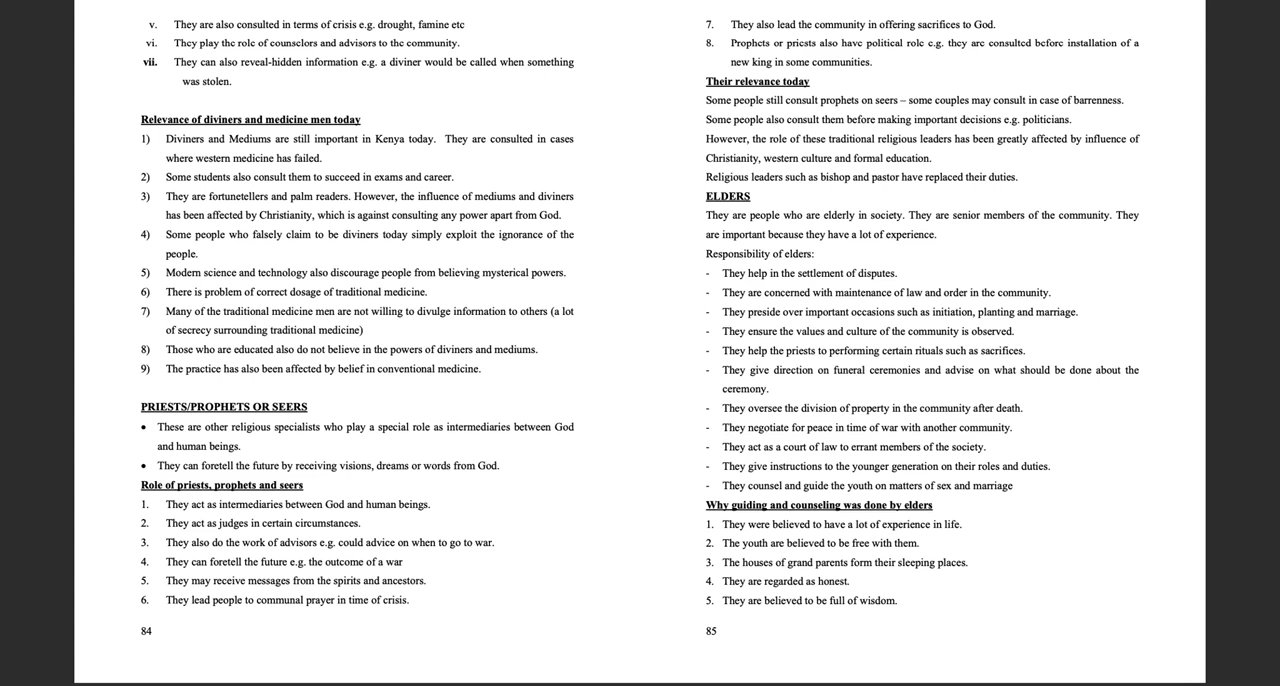 v. They are also consulted in terms of crisis e.g. drought, famine etc
vi. They play the role of counselors and advisors to the community.
vii. They can also reveal-hidden information e.g. a diviner would be called when something
was stolen.
Relevance of diviners and medicine men today
1) Diviners and Mediums are still important in Kenya today. They are consulted in cases
where western medicine has failed.
2) Some students also consult them to succeed in exams and career.
3) They are fortunetellers and palm readers. However, the influence of mediums and diviners
has been affected by Christianity, which is against consulting any power apart from God.
4) Some people who falsely claim to be diviners today simply exploit the ignorance of the
people.
5) Modern science and technology also discourage people from believing mysterical powers.
6) There is problem of correct dosage of traditional medicine.
7) Many of the traditional medicine men are not willing to divulge information to others (a lot
of secrecy surrounding traditional medicine)
8) Those who are educated also do not believe in the powers of diviners and mediums.
9) The practice has also been affected by belief in conventional medicine.
PRIESTS/PROPHETS OR SEERS
• These are other religious specialists who play a special role as intermediaries between God
and human beings.
• They can foretell the future by receiving visions, dreams or words from God.
Role of priests, prophets and seers
1. They act as intermediaries between God and human beings.
2. They act as judges in certain circumstances.
3. They also do the work of advisors e.g. could advice on when to go to war.
4. They can foretell the future e.g. the outcome of a war
5. They may receive messages from the spirits and ancestors.
6. They lead people to communal prayer in time of crisis.
84
7. They also lead the community in offering sacrifices to God.
8. Prophets or priests also have political role e.g. they are consulted before installation of a
new king in some communities.
Their relevance today
Some people still consult prophets on seers – some couples may consult in case of barrenness.
Some people also consult them before making important decisions e.g. politicians.
However, the role of these traditional religious leaders has been greatly affected by influence of
Christianity, western culture and formal education.
Religious leaders such as bishop and pastor have replaced their duties.
ELDERS
They are people who are elderly in society. They are senior members of the community. They
are important because they have a lot of experience.
Responsibility of elders:
- They help in the settlement of disputes.
- They are concerned with maintenance of law and order in the community.
- They preside over important occasions such as initiation, planting and marriage.
- They ensure the values and culture of the community is observed.
- They help the priests to performing certain rituals such as sacrifices.
- They give direction on funeral ceremonies and advise on what should be done about the
ceremony.
- They oversee the division of property in the community after death.
- They negotiate for peace in time of war with another community.
- They act as a court of law to errant members of the society.
- They give instructions to the younger generation on their roles and duties.
- They counsel and guide the youth on matters of sex and marriage
Why guiding and counseling was done by elders
1. They were believed to have a lot of experience in life.
2. The youth are believed to be free with them.
3. The houses of grand parents form their sleeping places.
4. They are regarded as honest.
5. They are believed to be full of wisdom.
85